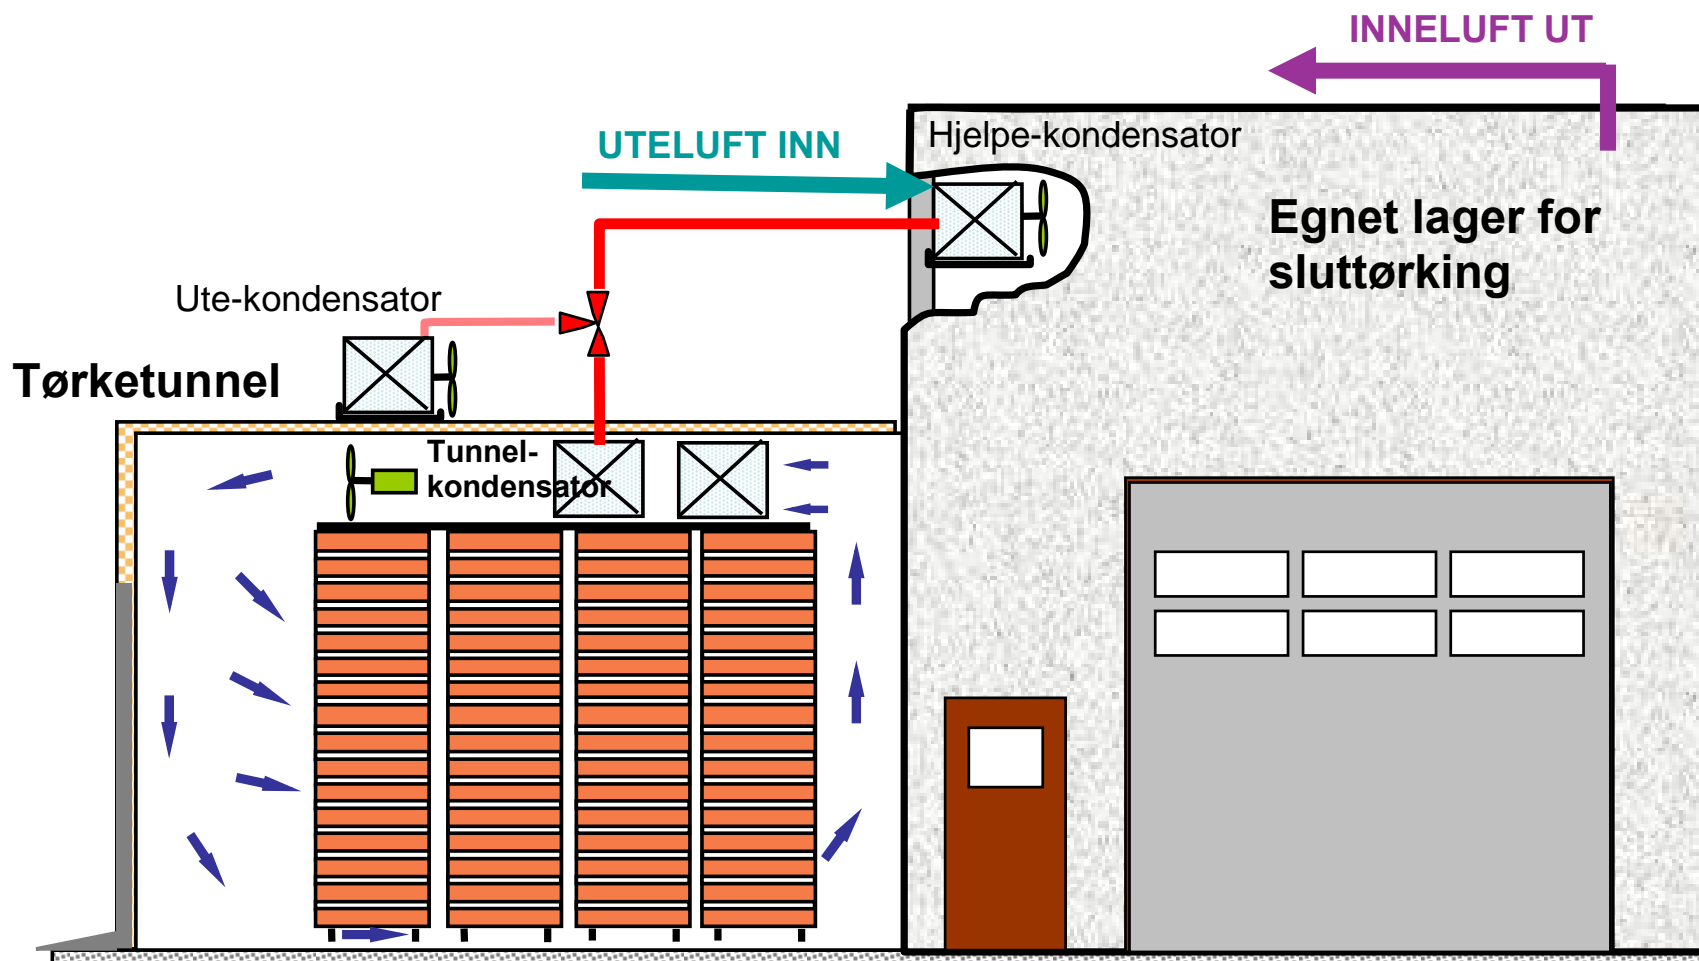 INNELUFT UT
UTELUFT INN
Hjelpe-kondensator
Egnet lager for
sluttørking
Ute-kondensator
Tørketunnel
Tunnel-
kondensator